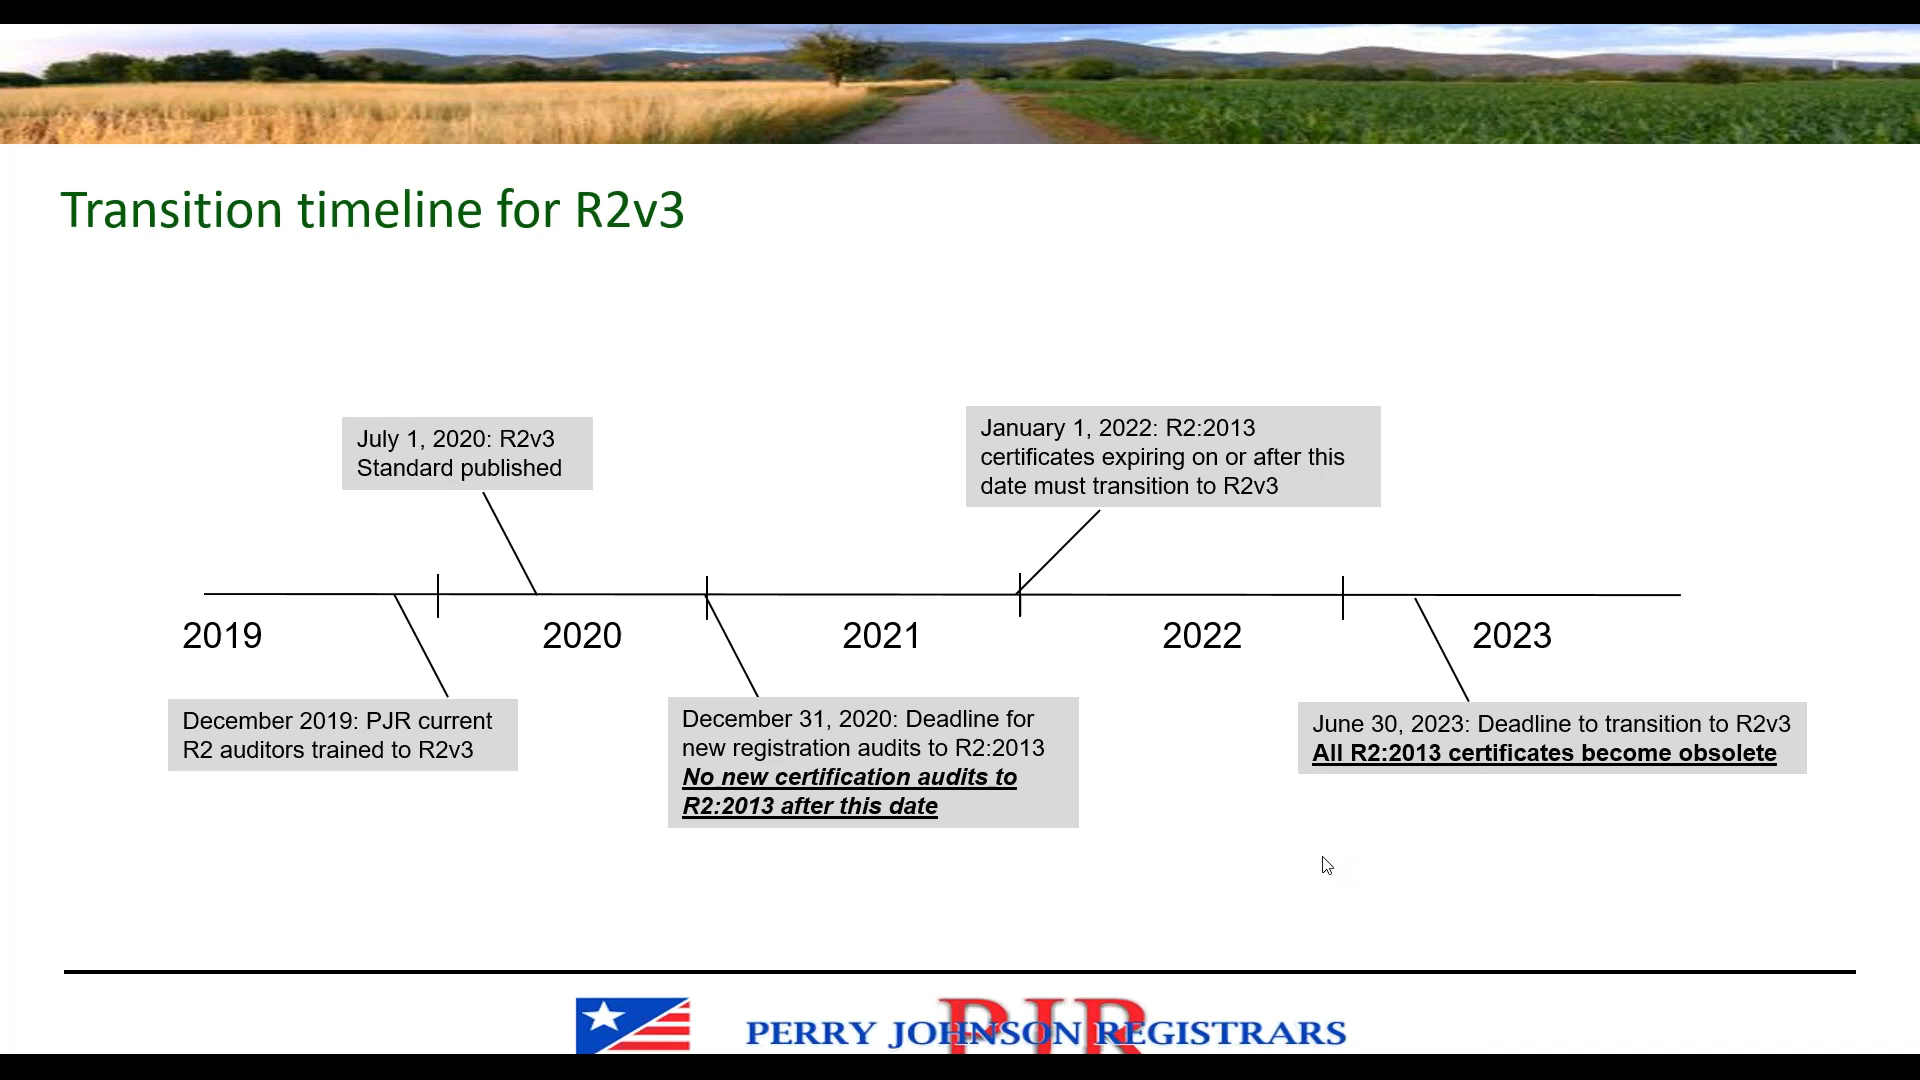 Transition timeline for R2v3
July 1, 2020: R2v3
Standard published
January 1, 2022: R2:2013
certificates expiring on or after this
date must transition to R2v3
2019
2020
2021
2022
2023
December 2019: PJR current
R2 auditors trained to R2v3
December 31, 2020: Deadline for
new registration audits to R2:2013
No new certification audits to
R2:2013 after this date
June 30, 2023: Deadline to transition to R2v3
All R2:2013 certificates become obsolete
PJR
PERRY JOHNSON REGISTRARS